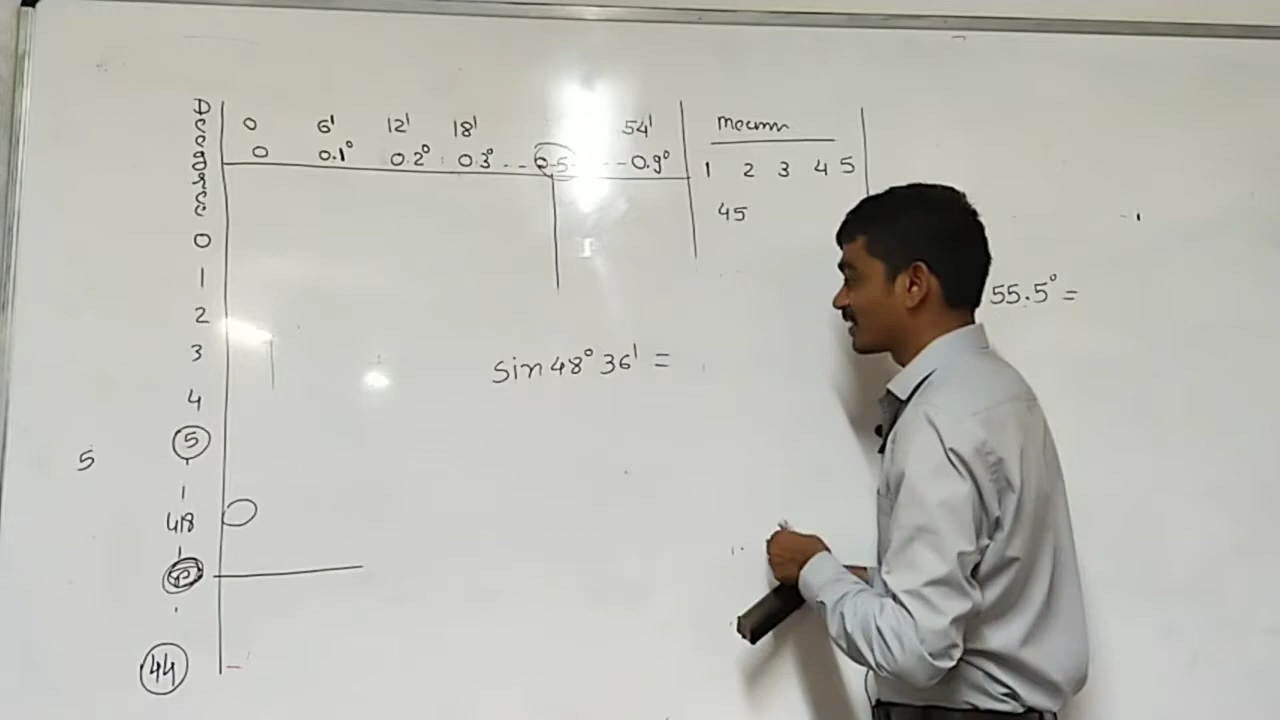 Deegree
0 6' 12' 18' 54'
0 0.1° 0.2° 0.3° -- 0.5 -- 0.9°
mean
1 2 3 4 5
45
0
1
2
3
4
5
5
48
44
sin 48° 36' =
55.5° =